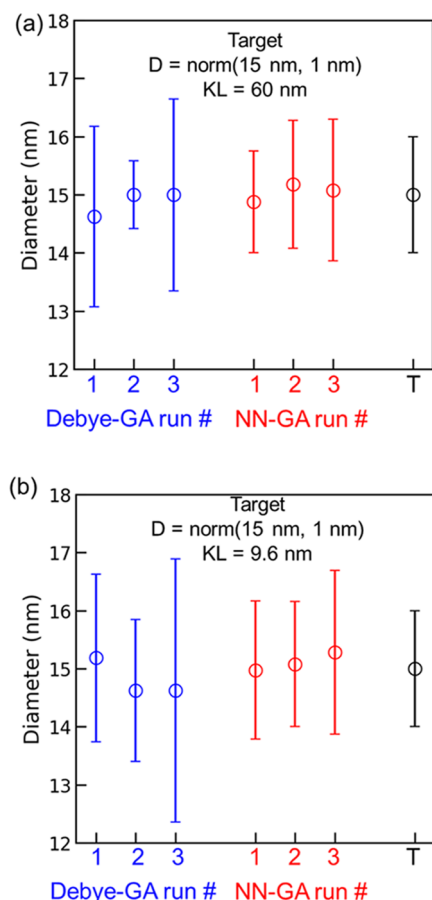 (a)
18
17
16
15
14
13
12
Diameter (nm)
Target
D = norm(15 nm, 1 nm)
KL = 60 nm
1 2 3 1 2 3 T
Debye-GA run # NN-GA run #
(b)
18
17
16
15
14
13
12
Diameter (nm)
Target
D = norm(15 nm, 1 nm)
KL = 9.6 nm
1 2 3 1 2 3 T
Debye-GA run # NN-GA run #